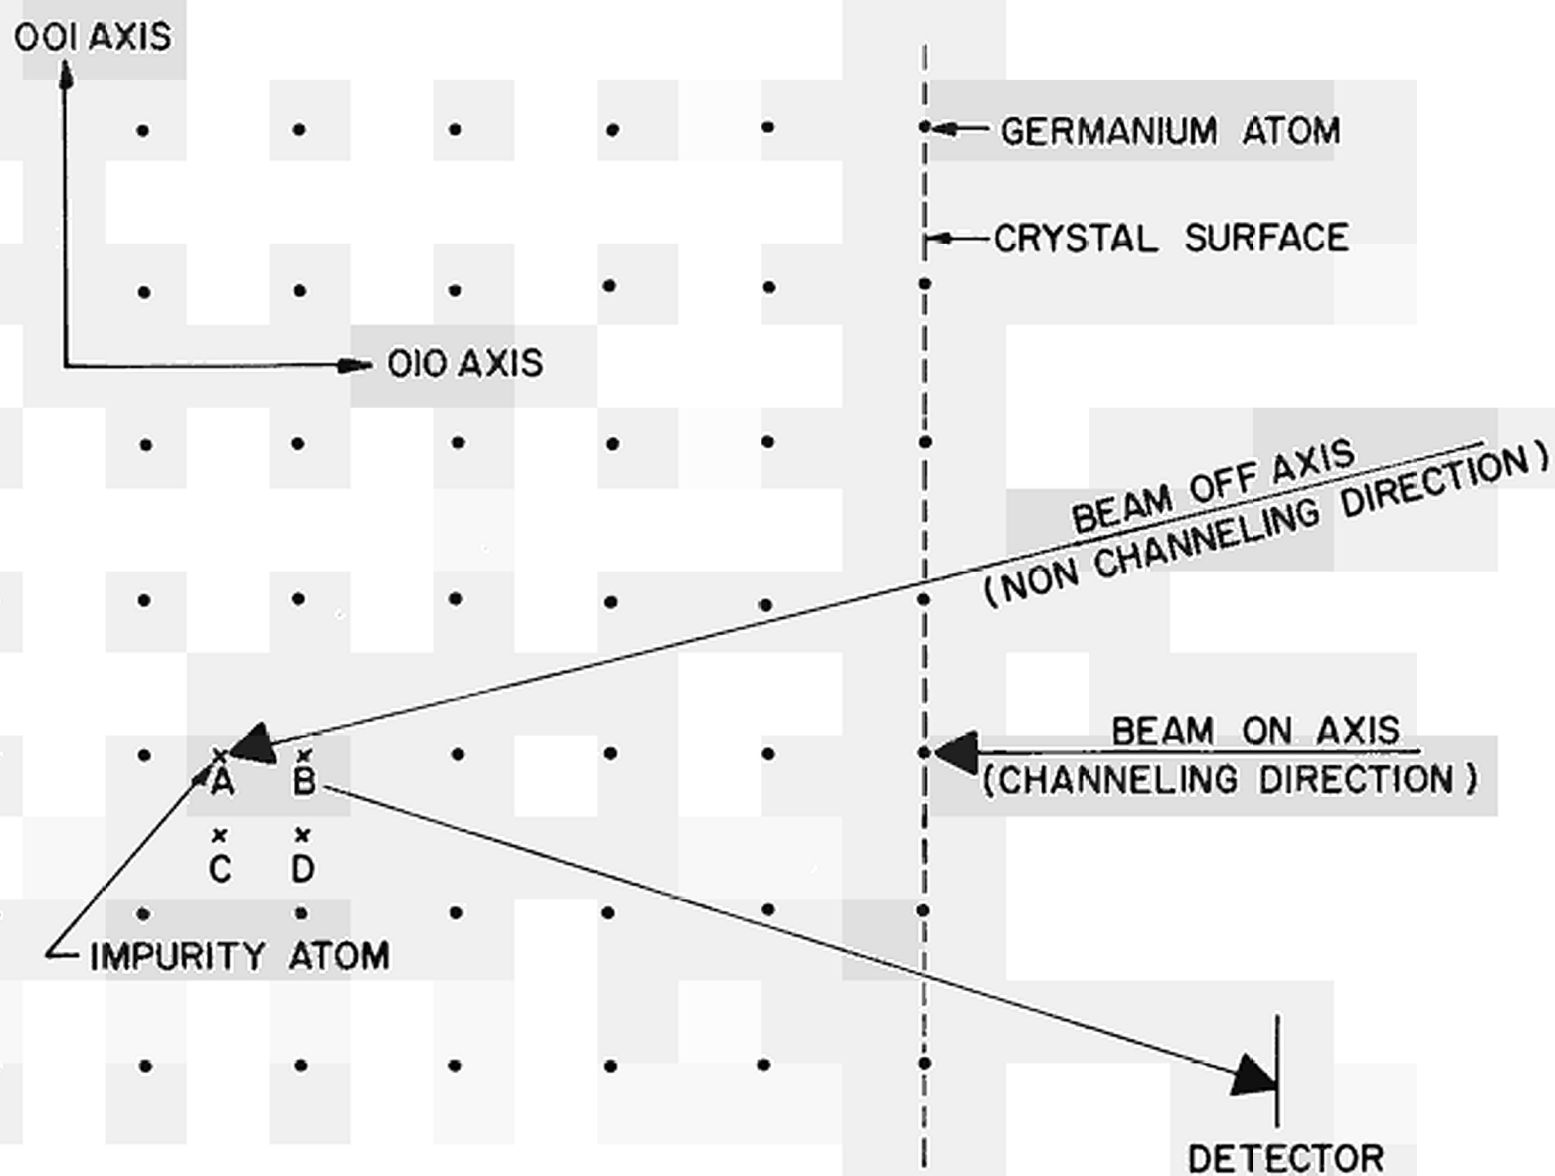 001 AXIS
GERMANIUM ATOM
CRYSTAL SURFACE
010 AXIS
BEAM OFF AXIS
(NON CHANNELING DIRECTION)
BEAM ON AXIS
(CHANNELING DIRECTION)
A
B
C
D
IMPURITY ATOM
DETECTOR